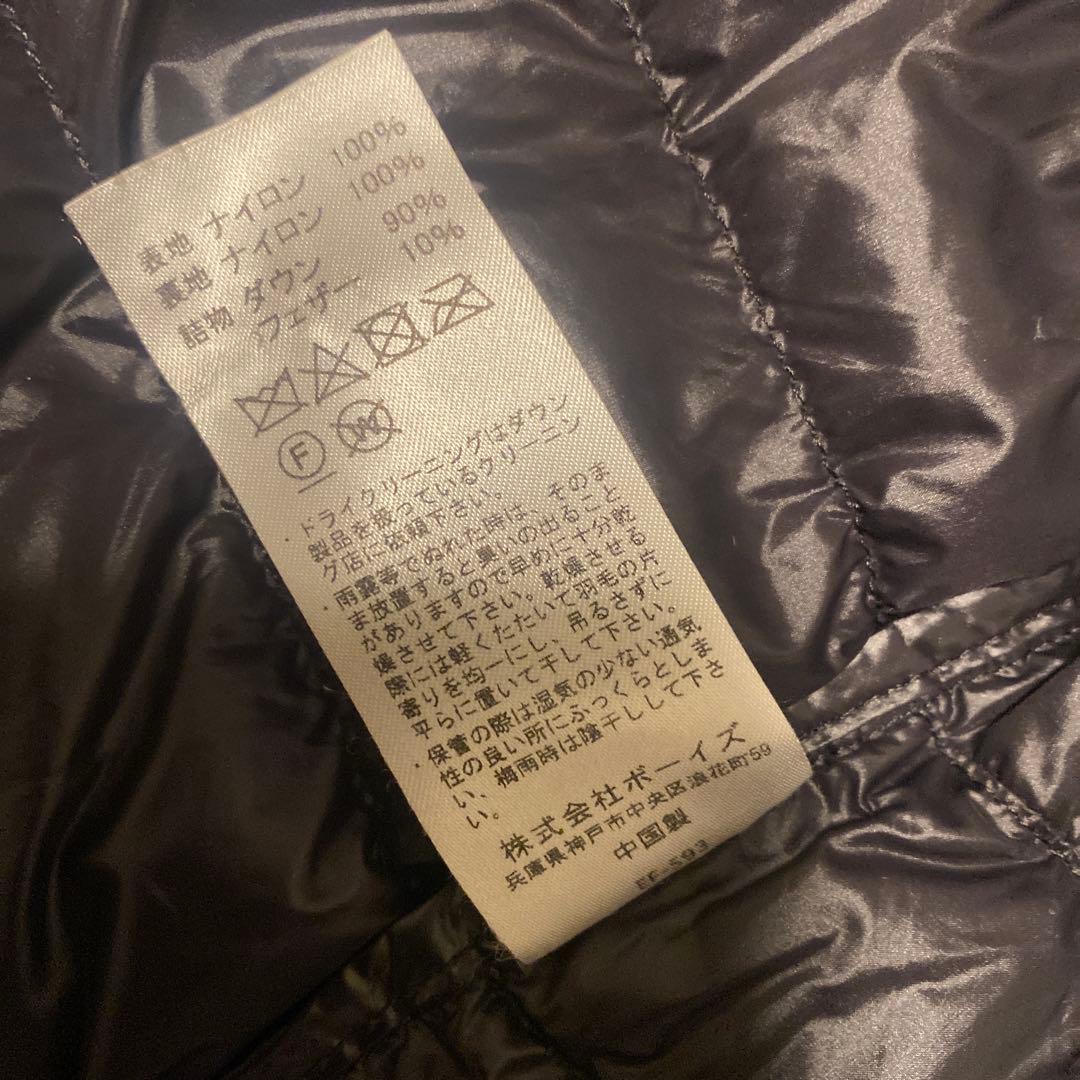 表地 ナイロン 100%
裏地 ナイロン 100%
詰物 ダウン 90%
フェザー 10%
F
W
・ドライクリーニングはダウン
製品を扱っているクリーニン
グ店に依頼下さい。
・雨露等でぬれた時は、そのま
ま放置すると臭いの出ること
がありますので早めに十分乾
燥させて下さい。乾燥させる
際には軽くたたいて羽毛の片
寄りを均一にし、吊るさずに
平らに置いて干して下さい。
・保管の際は湿気の少ない通気
性の良い所にふっくらとしま
い、梅雨時は陰干しして下さ
い。
株式会社ボーイズ
兵庫県神戸市中央区浪花町59
中国製
EF-593